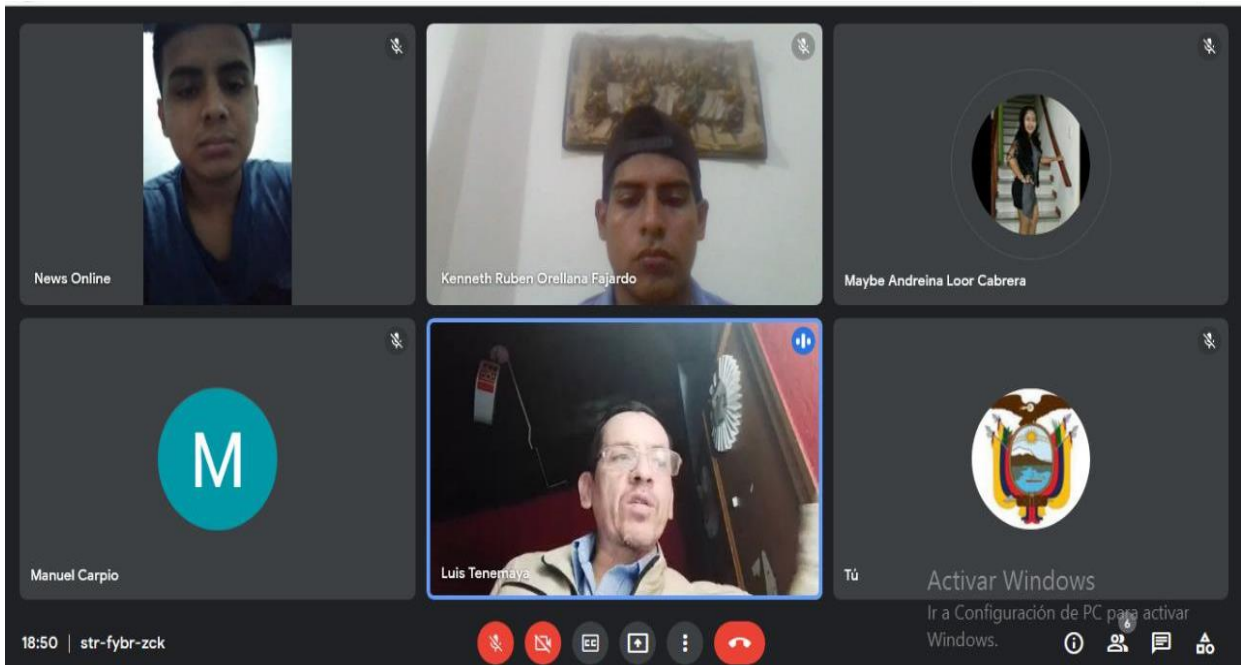 News Online
Kenneth Ruben Orellana Fajardo
Maybe Andreina Loor Cabrera
M
Manuel Carpio
Luis Tenemaya
Tú
Activar Windows
Ir a Configuración de PC para activar
Windows.
18:50 | str-fybr-zck
CC
6